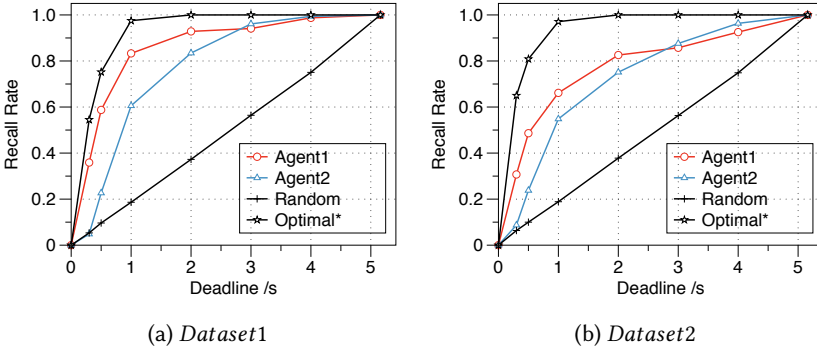 Recall Rate
1.0
0.8
0.6
0.4
0.2
0
0 1 2 3 4 5
Deadline /s
Agent1
Agent2
Random
Optimal*
(a) Dataset1
Recall Rate
1.0
0.8
0.6
0.4
0.2
0
0 1 2 3 4 5
Deadline /s
Agent1
Agent2
Random
Optimal*
(b) Dataset2